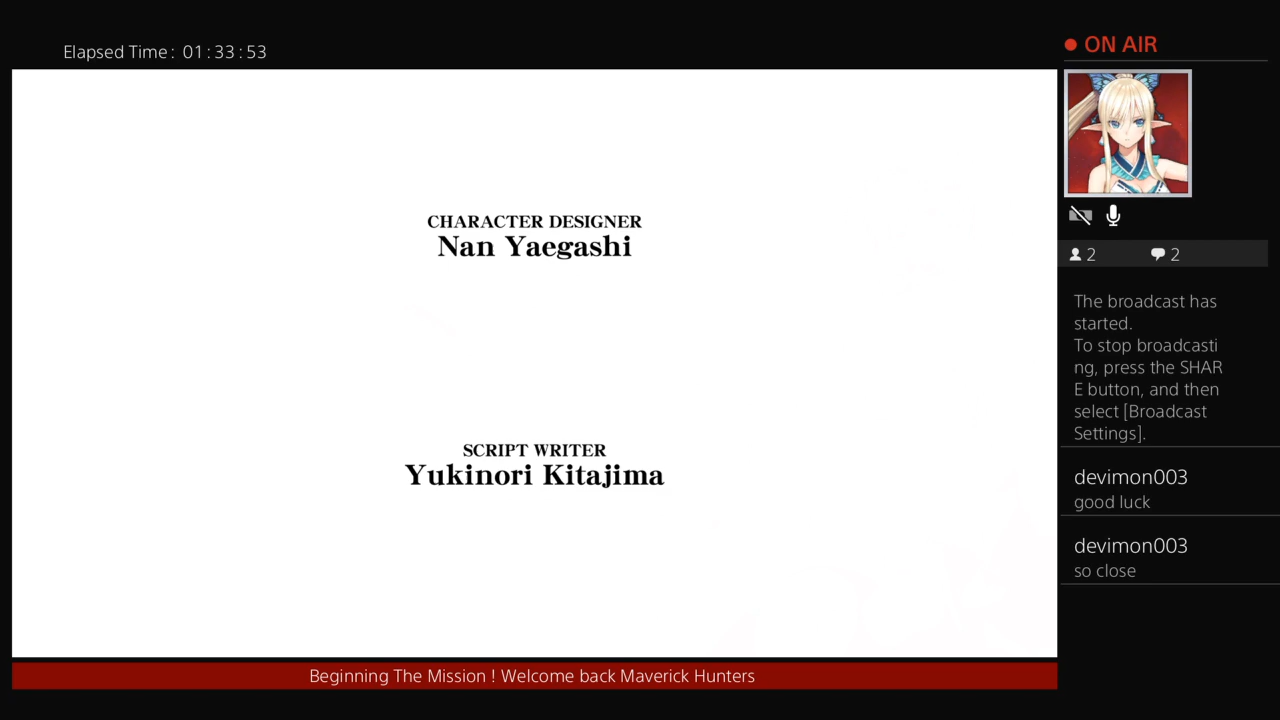 Elapsed Time: 01:33:53
ON AIR
CHARACTER DESIGNER
Nan Yaegashi
SCRIPT WRITER
Yukinori Kitajima
2
2
The broadcast has
started.
To stop broadcasti
ng, press the SHAR
E button, and then
select [Broadcast
Settings].
devimon003
good luck
devimon003
so close
Beginning The Mission ! Welcome back Maverick Hunters